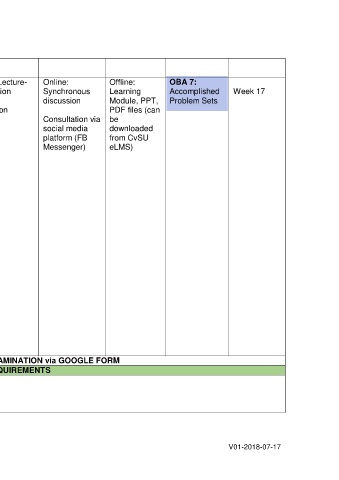 Lecture-
Online:
Synchronous
discussion
Consultation via
social media
platform (FB
Messenger)
Offline:
Learning
Module, PPT,
PDF files (can
be
downloaded
from CvSU
eLMS)
OBA 7:
Accomplished
Problem Sets
Week 17
AMINATION via GOOGLE FORM
QUIREMENTS
V01-2018-07-17